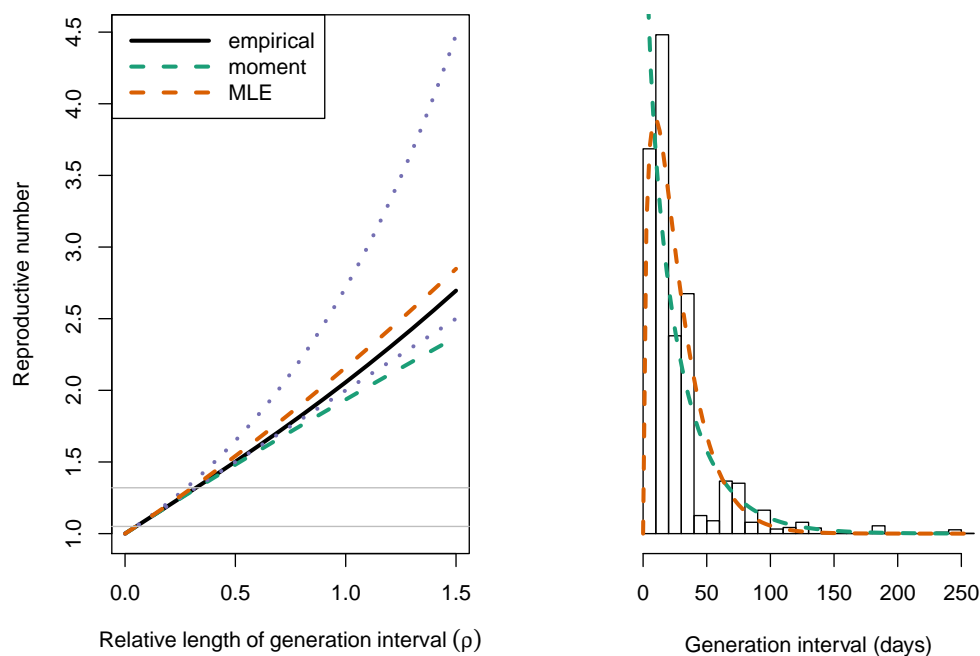 empirical
moment
MLE
Reproductive number
1.0 1.5 2.0 2.5 3.0 3.5 4.0 4.5
0.0 0.5 1.0 1.5
Relative length of generation interval (ρ)
0 50 100 150 200 250
Generation interval (days)